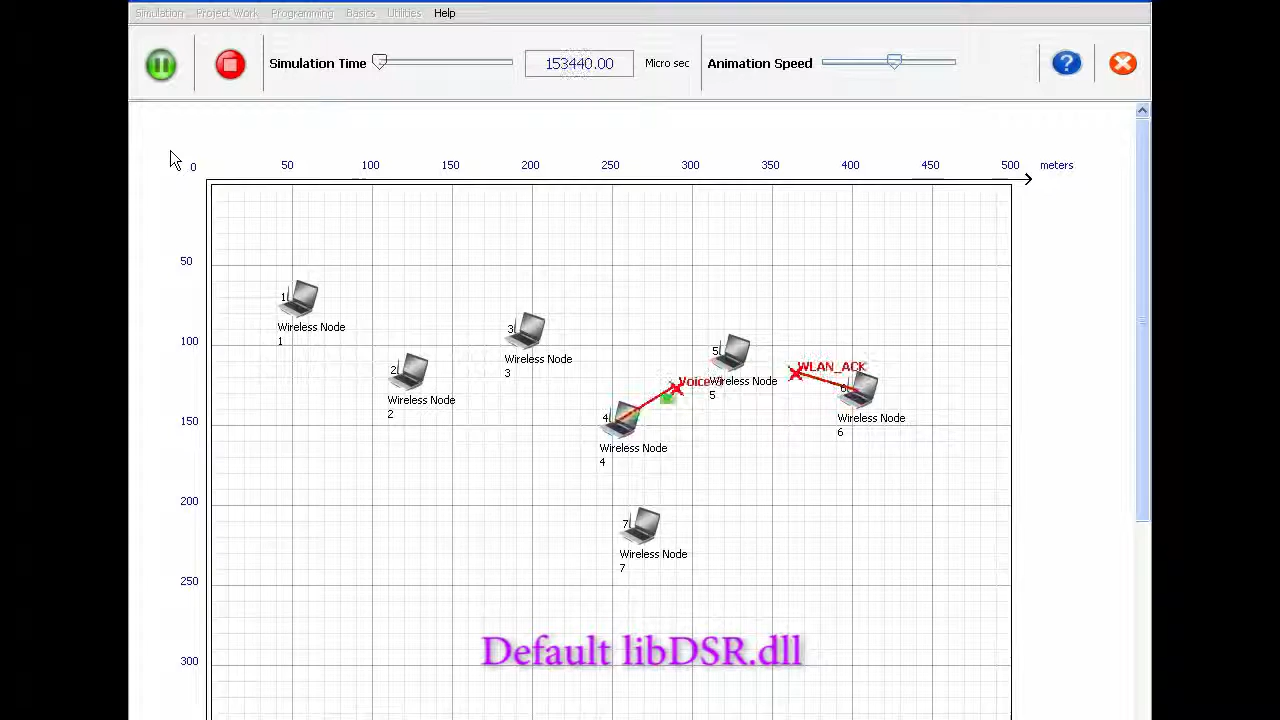 Simulation Project Work Programming Basics Utilities Help
Simulation Time 153440.00 Micro sec Animation Speed
0 50 100 150 200 250 300 350 400 450 500 meters
50
1
Wireless Node
1
100
3
Wireless Node
3
5
Wireless Node
5
2
Wireless Node
2
WLAN_ACK
6
Wireless Node
6
Voice
150
4
Wireless Node
4
200
7
Wireless Node
7
250
Default libDSR.dll
300